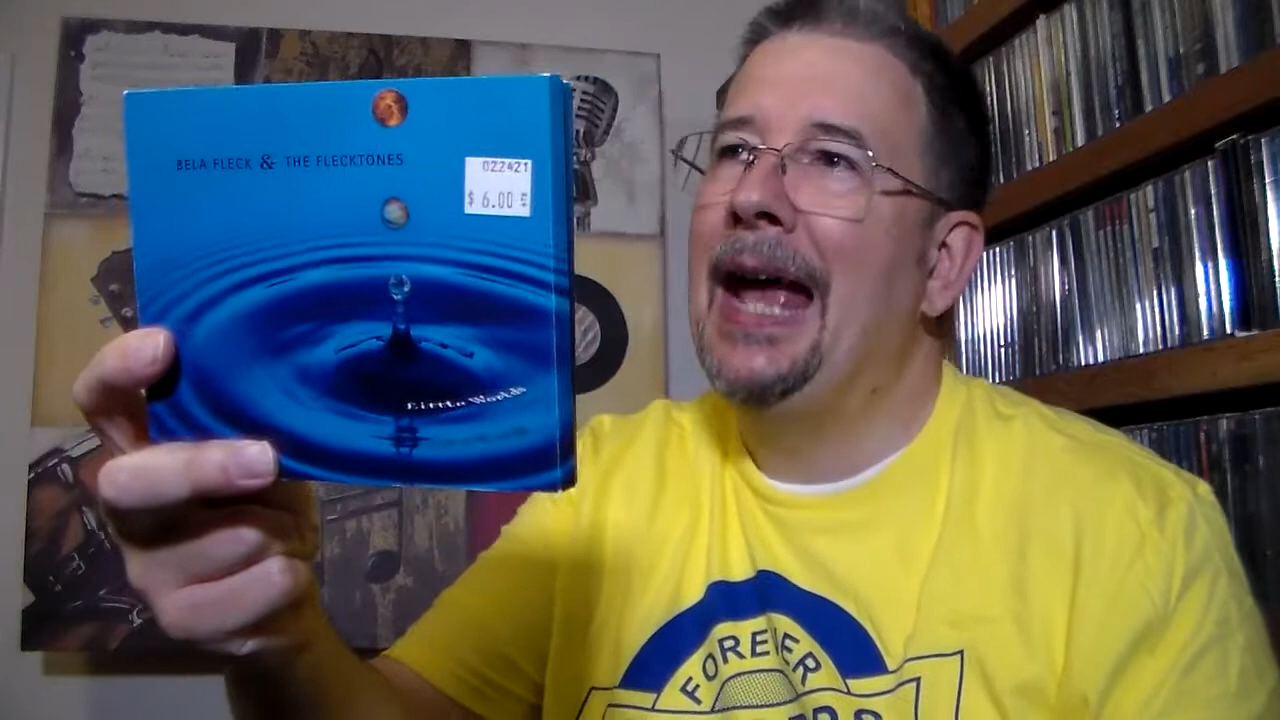 BELA FLECK & THE FLECKTONES
022421
$ 6.00
Little Worlds
FOREVER